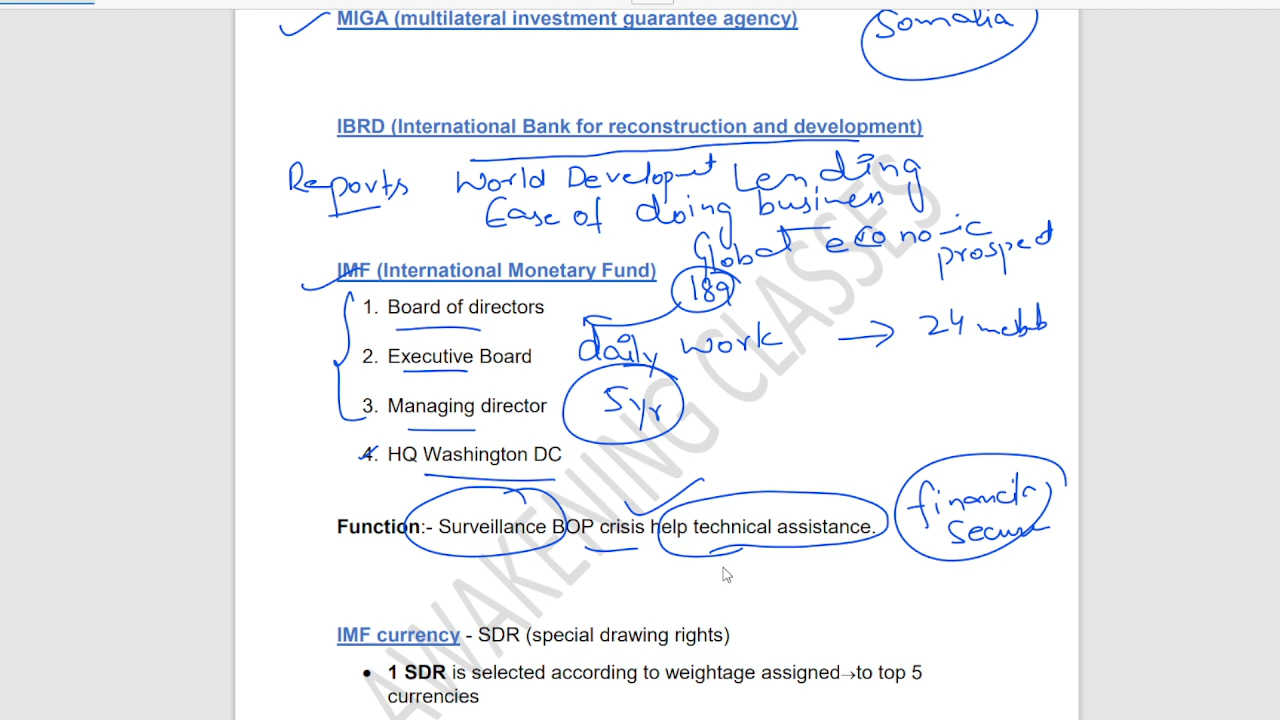 MIGA (multilateral investment guarantee agency)
Somalia
IBRD (International Bank for reconstruction and development)
Reports World Developmet Lending
Ease of doing business
Global economic
prospect
IMF (International Monetary Fund)
189
1. Board of directors
daily work → 24
2. Executive Board
3. Managing director
5yr
4. HQ Washington DC
financial
secure
Function:- Surveillance BOP crisis help technical assistance.
IMF currency - SDR (special drawing rights)
• 1 SDR is selected according to weightage assigned→to top 5
currencies
AWAKENING CLASSES